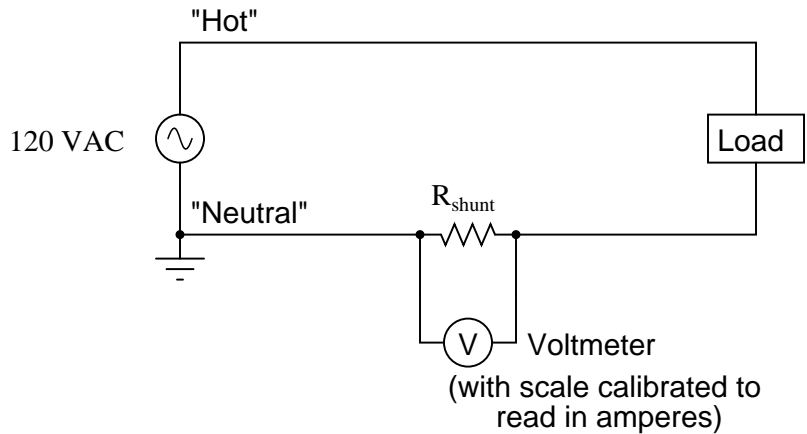 "Hot"
120 VAC
Load
"Neutral"
Rshunt
V
Voltmeter
(with scale calibrated to
read in amperes)